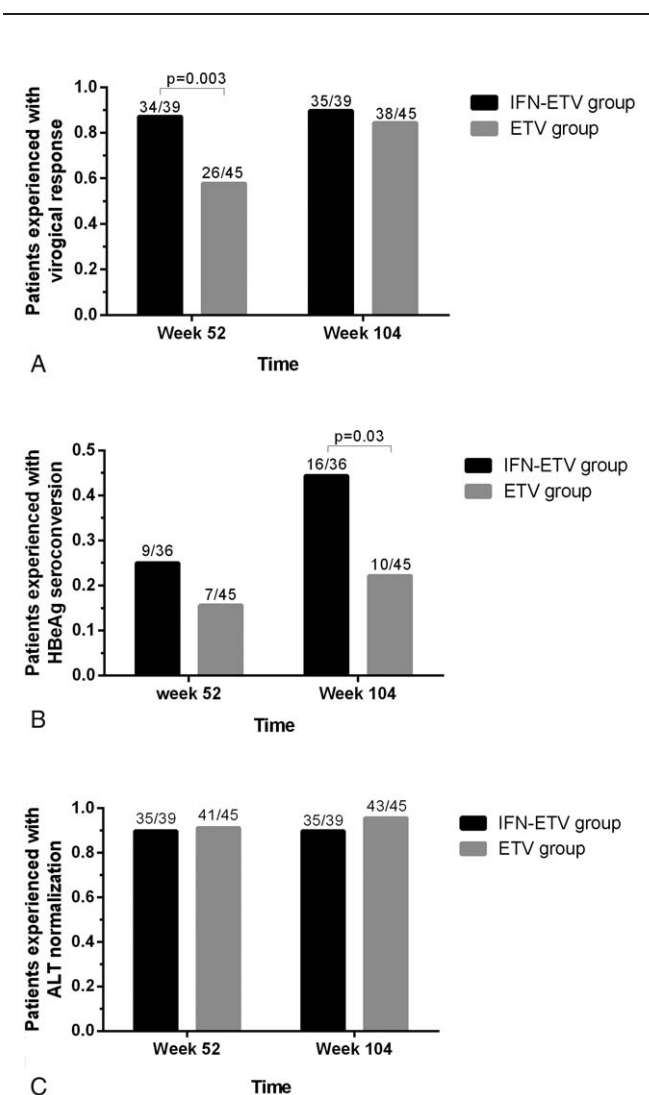 p=0.003
1.0
34/39
35/39
38/45
IFN-ETV group
ETV group
0.8
26/45
0.6
0.4
0.2
0.0
Patients experienced with
virogical response
Week 52
Week 104
A
Time
0.5
p=0.03
16/36
IFN-ETV group
ETV group
0.4
0.3
9/36
10/45
0.2
7/45
0.1
0.0
Patients experienced with
HBeAg seroconversion
week 52
Week 104
B
Time
1.0
35/39
41/45
35/39
43/45
IFN-ETV group
ETV group
0.8
0.6
0.4
0.2
0.0
Patients experienced with
ALT normalization
Week 52
Week 104
C
Time